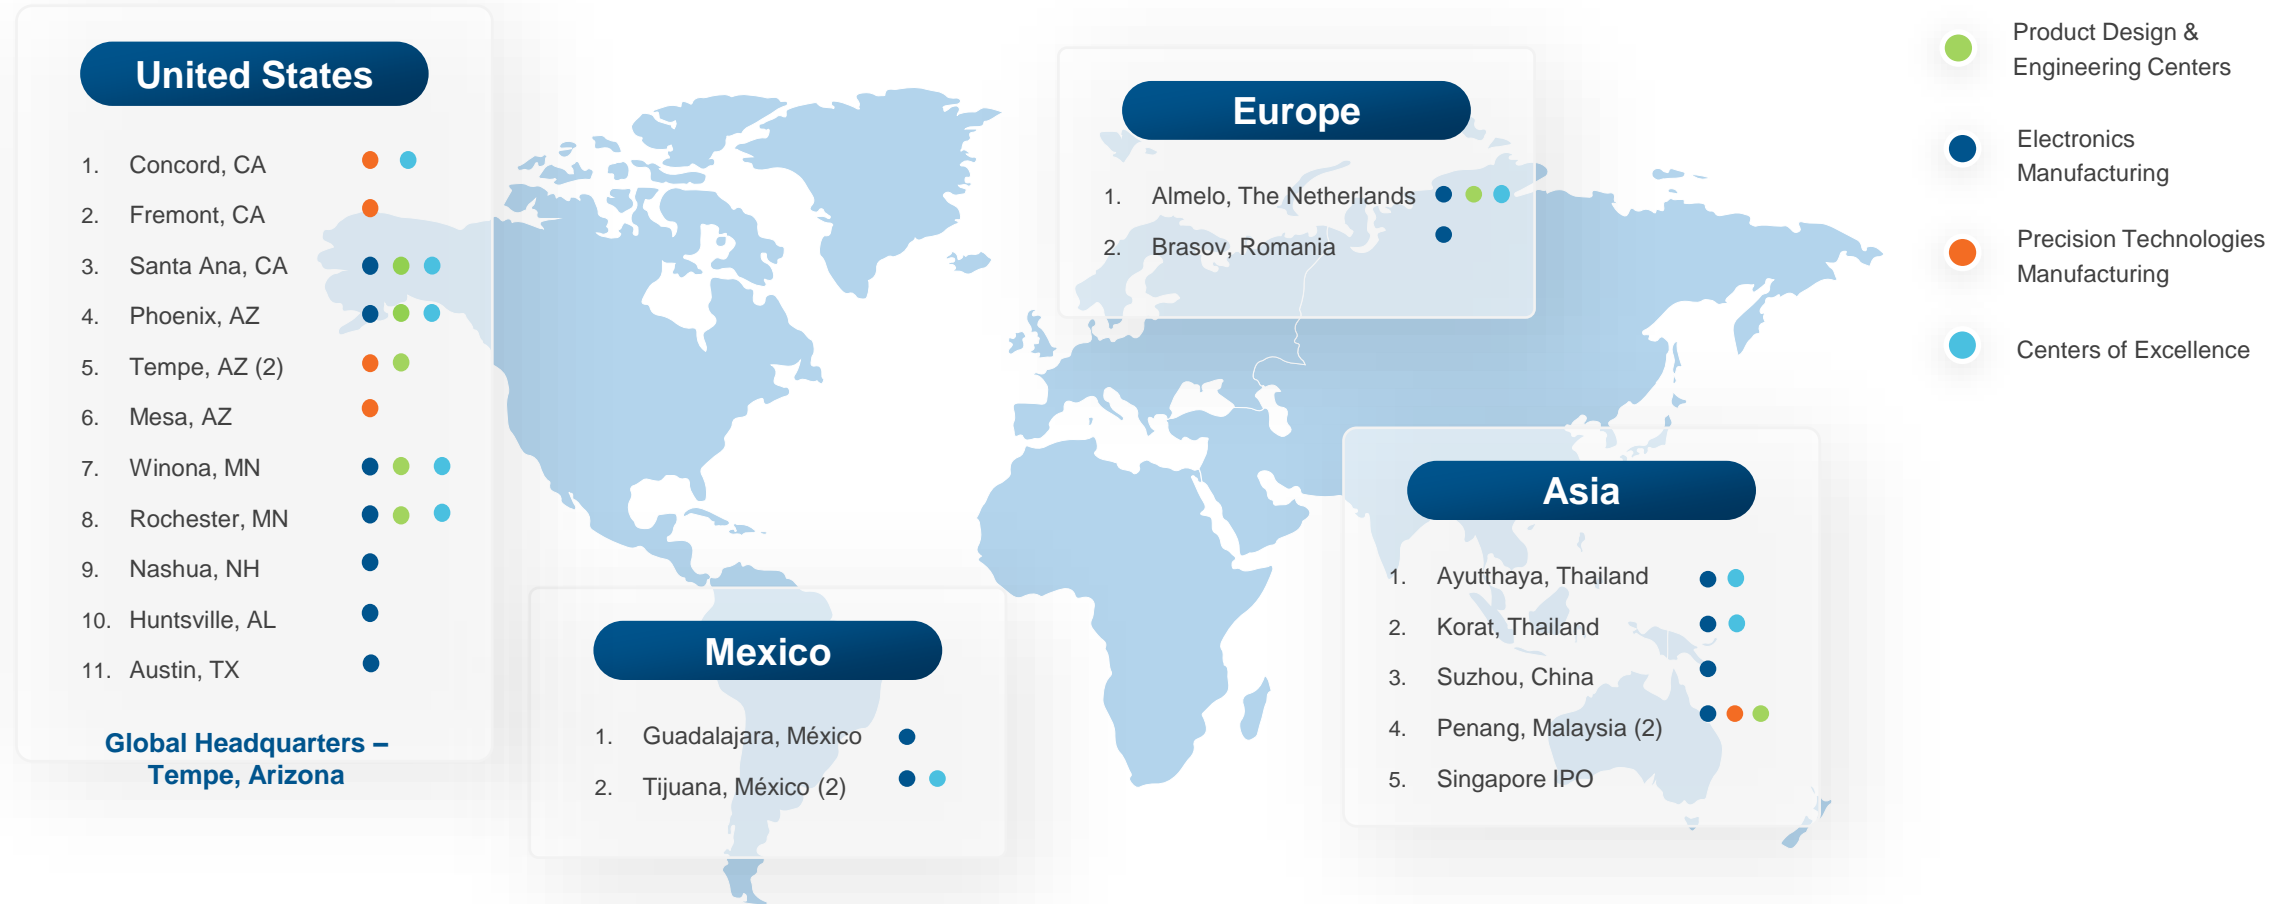 United States
1. Concord, CA
2. Fremont, CA
3. Santa Ana, CA
4. Phoenix, AZ
5. Tempe, AZ (2)
6. Mesa, AZ
7. Winona, MN
8. Rochester, MN
9. Nashua, NH
10. Huntsville, AL
11. Austin, TX
Global Headquarters –
Tempe, Arizona
Mexico
1. Guadalajara, México
2. Tijuana, México (2)
Europe
1. Almelo, The Netherlands
2. Brasov, Romania
Asia
1. Ayutthaya, Thailand
2. Korat, Thailand
3. Suzhou, China
4. Penang, Malaysia (2)
5. Singapore IPO
Product Design &
Engineering Centers
Electronics
Manufacturing
Precision Technologies
Manufacturing
Centers of Excellence